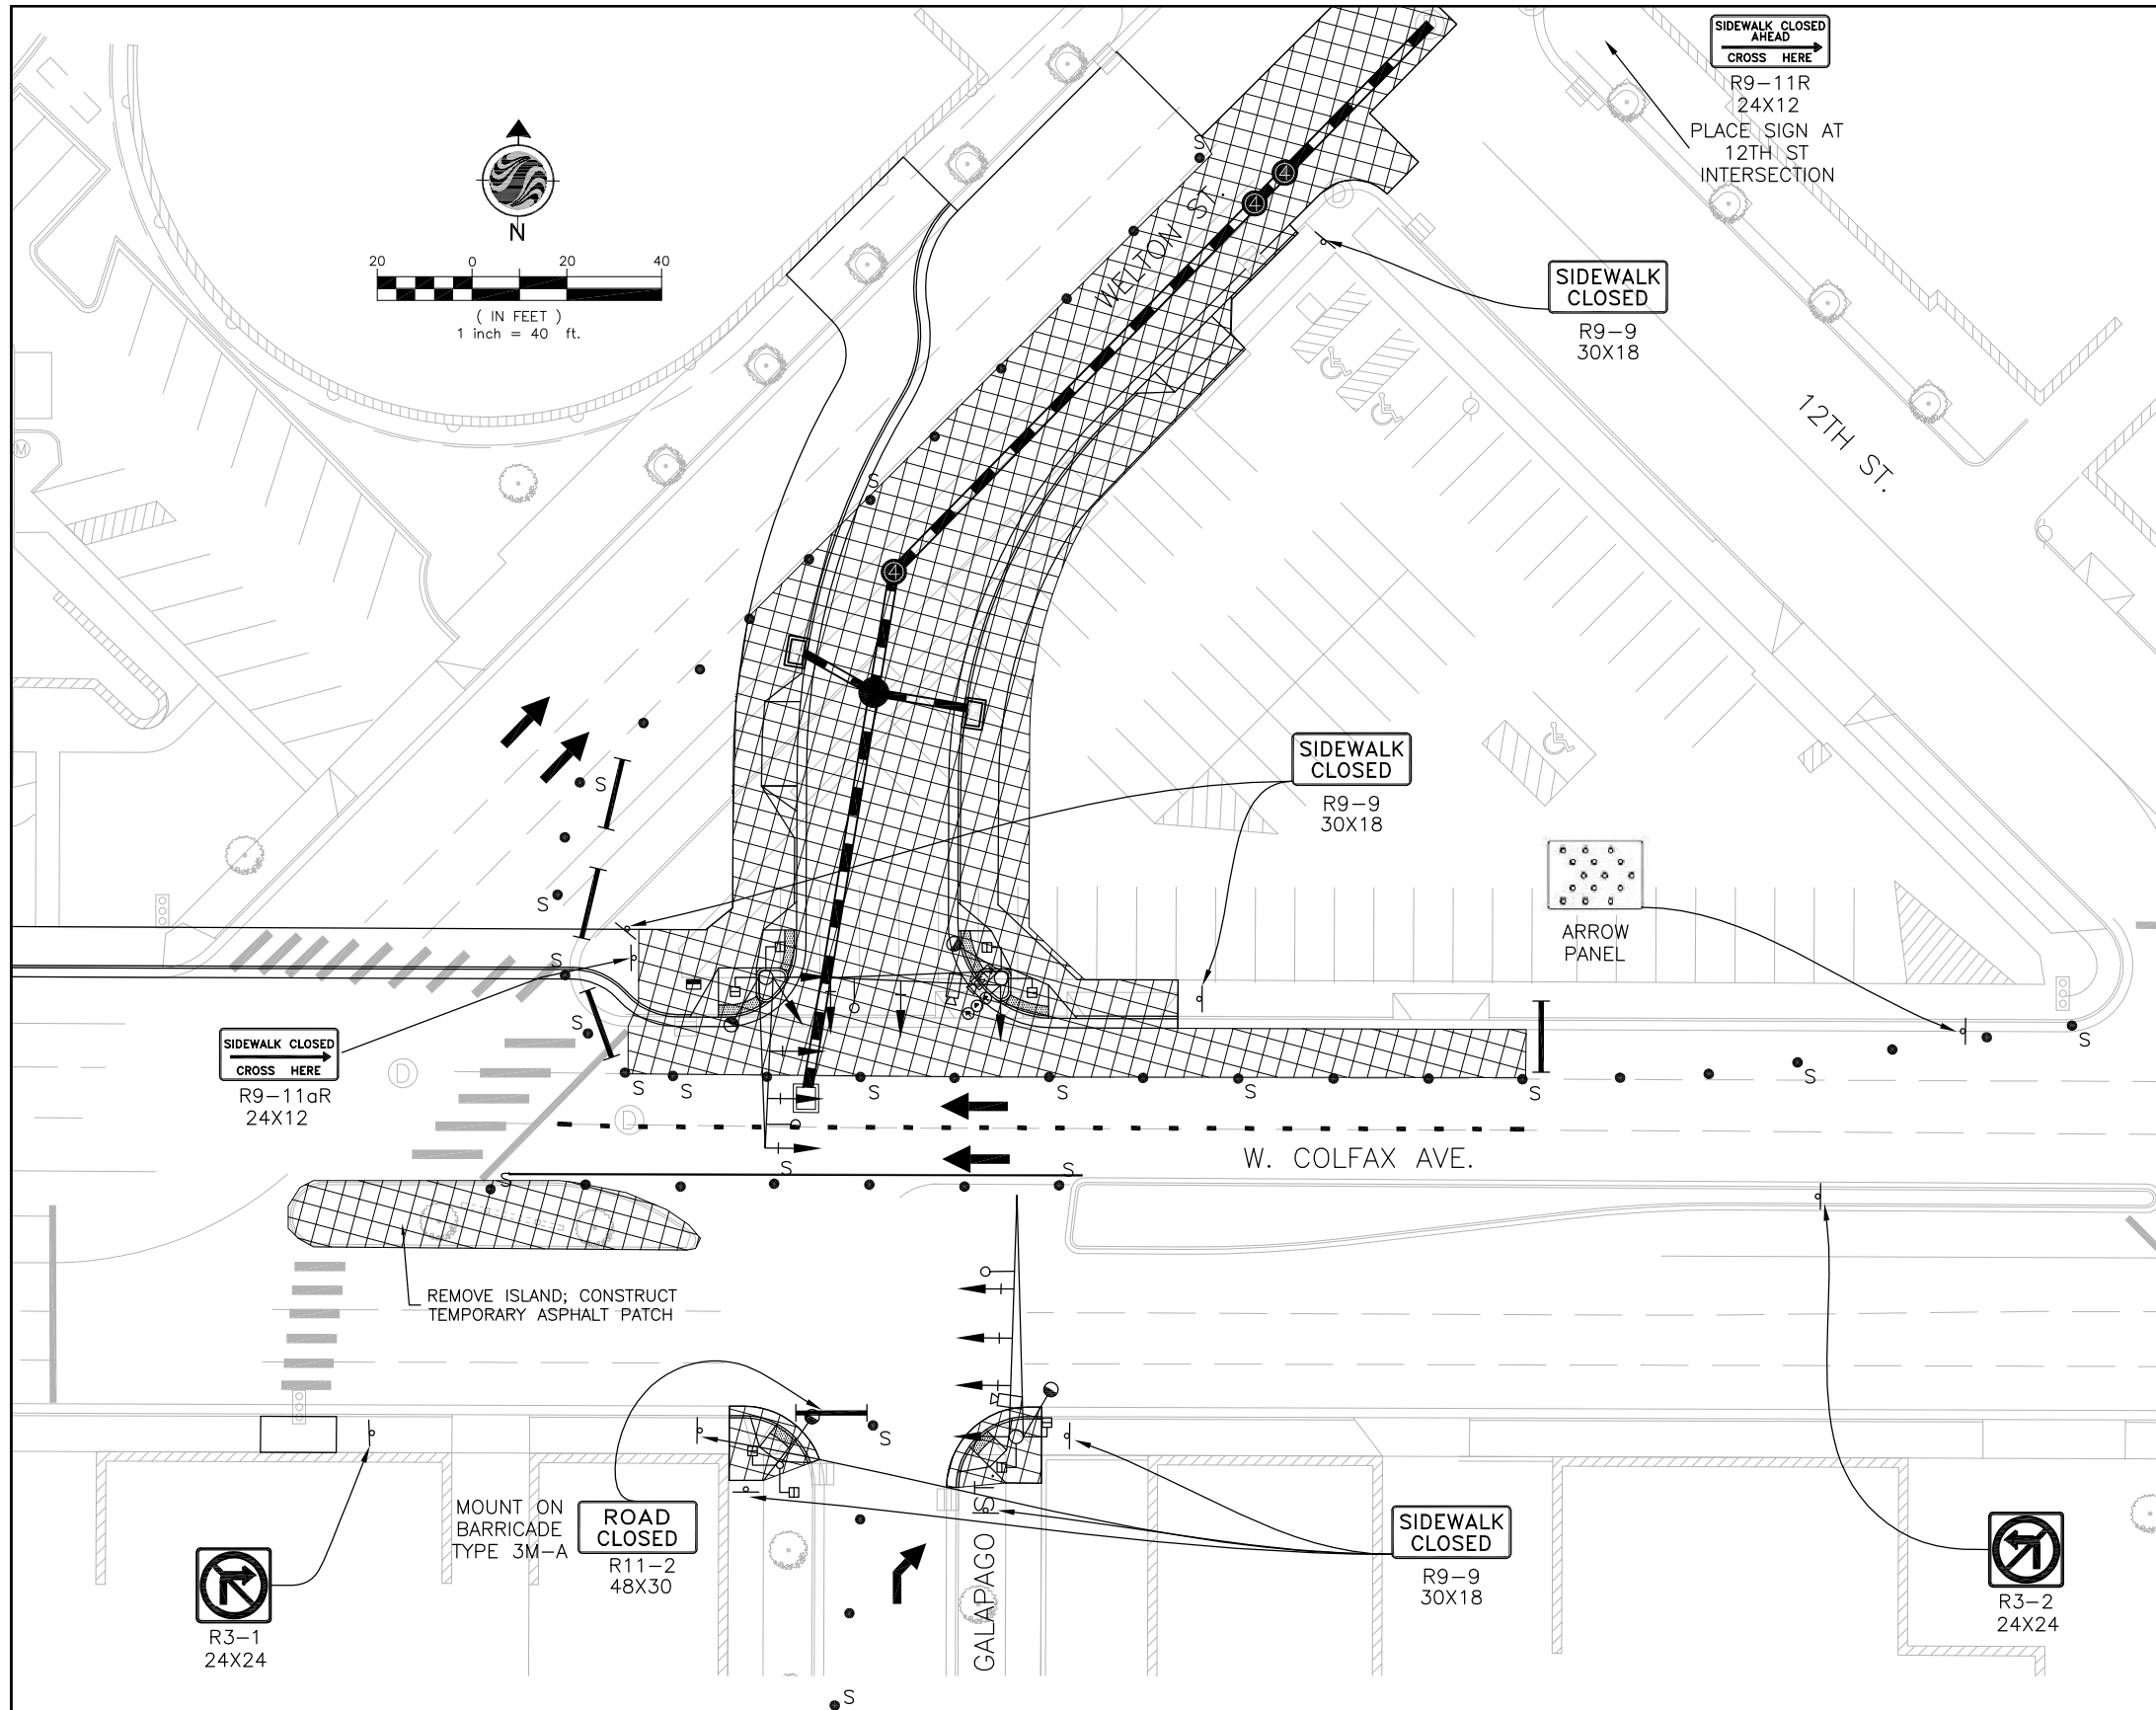 SIDEWALK CLOSED
AHEAD
CROSS HERE
R9-11R
24X12
PLACE SIGN AT
12TH ST
INTERSECTION
N
20 0 20 40
( IN FEET )
1 inch = 40 ft.
WELTON ST.
SIDEWALK
CLOSED
R9-9
30X18
12TH ST.
S
S
4
4
4
M
D
SIDEWALK
CLOSED
R9-9
30X18
ARROW
PANEL
S
S
S
S
SIDEWALK CLOSED
CROSS HERE
R9-11aR
24X12
D
D
S
S
S
S
S
S
S
S
W. COLFAX AVE.
S
S
S
REMOVE ISLAND; CONSTRUCT
TEMPORARY ASPHALT PATCH
S
MOUNT ON
BARRICADE
TYPE 3M-A
ROAD
CLOSED
R11-2
48X30
GALAPAGO ST.
SIDEWALK
CLOSED
R9-9
30X18
R3-1
24X24
R3-2
24X24
S